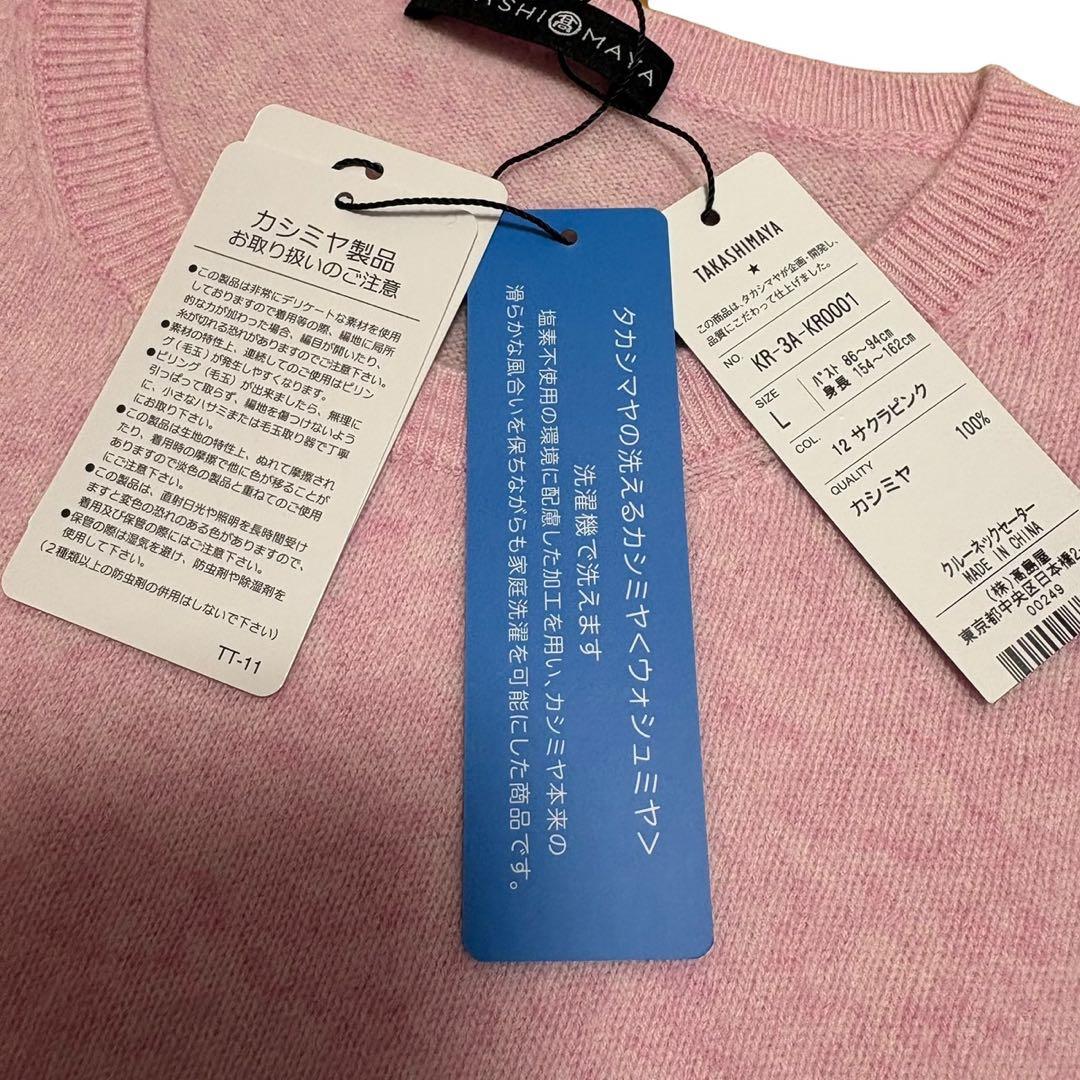 ASHI 髙 MAYA
カシミヤ製品
お取り扱いのご注意
●この製品は非常にデリケートな素材を使用
しておりますので着用等の際、編地に局所
的な力が加わった場合、編目が開いたり、
糸が切れる恐れがありますのでご注意下さい。
●素材の特性上、連続してのご使用はピリン
グ(毛玉)が発生しやすくなります。
●ピリング(毛玉)が出来ましたら、無理に
引っぱって取らず、編地を傷つけないよう
に、小さなハサミまたは毛玉取り器で丁寧
にお取り下さい。
●この製品は生地の特性上、ぬれて摩擦され
たり、着用時の摩擦で他に色が移ることが
ありますので淡色の製品と重ねてのご使用
にご注意下さい。
●この製品は、直射日光や照明を長時間受け
ますと変色の恐れのある色がありますので、
着用及び保管の際にはご注意下さい。
●保管の際は湿気を避け、防虫剤や除湿剤を
使用して下さい。
(2種類以上の防虫剤の併用はしないで下さい)
TT-11
タカシマヤの洗えるカシミヤ<ウォシュミヤ>
洗濯機で洗えます
塩素不使用の環境に配慮した加工を用い、カシミヤ本来の
滑らかな風合いを保ちながらも家庭洗濯を可能にした商品です。
TAKASHIMAYA
★
この商品は、タカシマヤが企画・開発し、
品質にこだわって仕上げました。
NO. KR-3A-KR0001
SIZE L バスト 86~94cm
身長 154~162cm
COL. 12 サクラピンク
QUALITY
カシミヤ 100%
クルーネックセーター
MADE IN CHINA
(株)髙島屋
東京都中央区日本橋2
00249